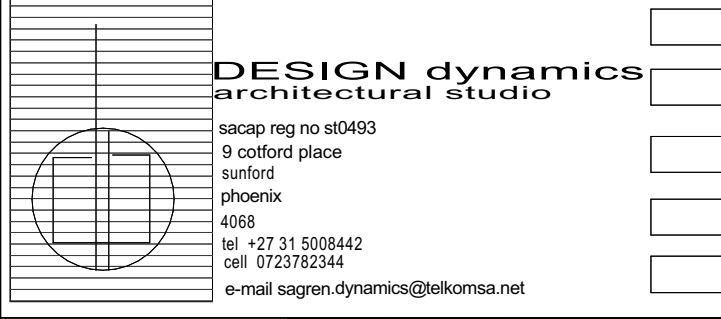 DESIGN dynamics
architectural studio
sacap reg no st0493
9 cotford place
sunford
phoenix
4068
tel +27 31 5008442
cell 0723782344
e-mail sagren.dynamics@telkomsa.net